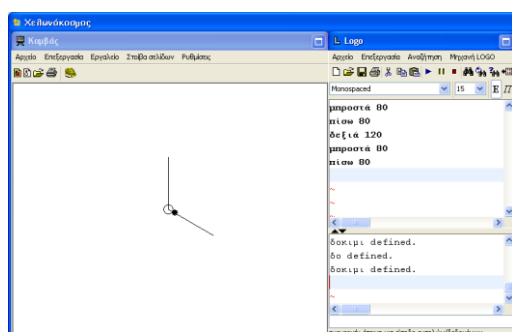 Χελωνόκοσμος
Καμβάς
Αρχείο Επεξεργασία Εργαλείο Στοίβα σελίδων Ρυθμίσεις
Logo
Αρχείο Επεξεργασία Αναζήτηση Μηχανή LOGO
Monospaced 15 E IT
μπροστά 80
πίσω 80
δεξιά 120
μπροστά 80
πίσω 80
~
~
~
δοκιμι defined.
δο defined.
δοκιμι defined.
~